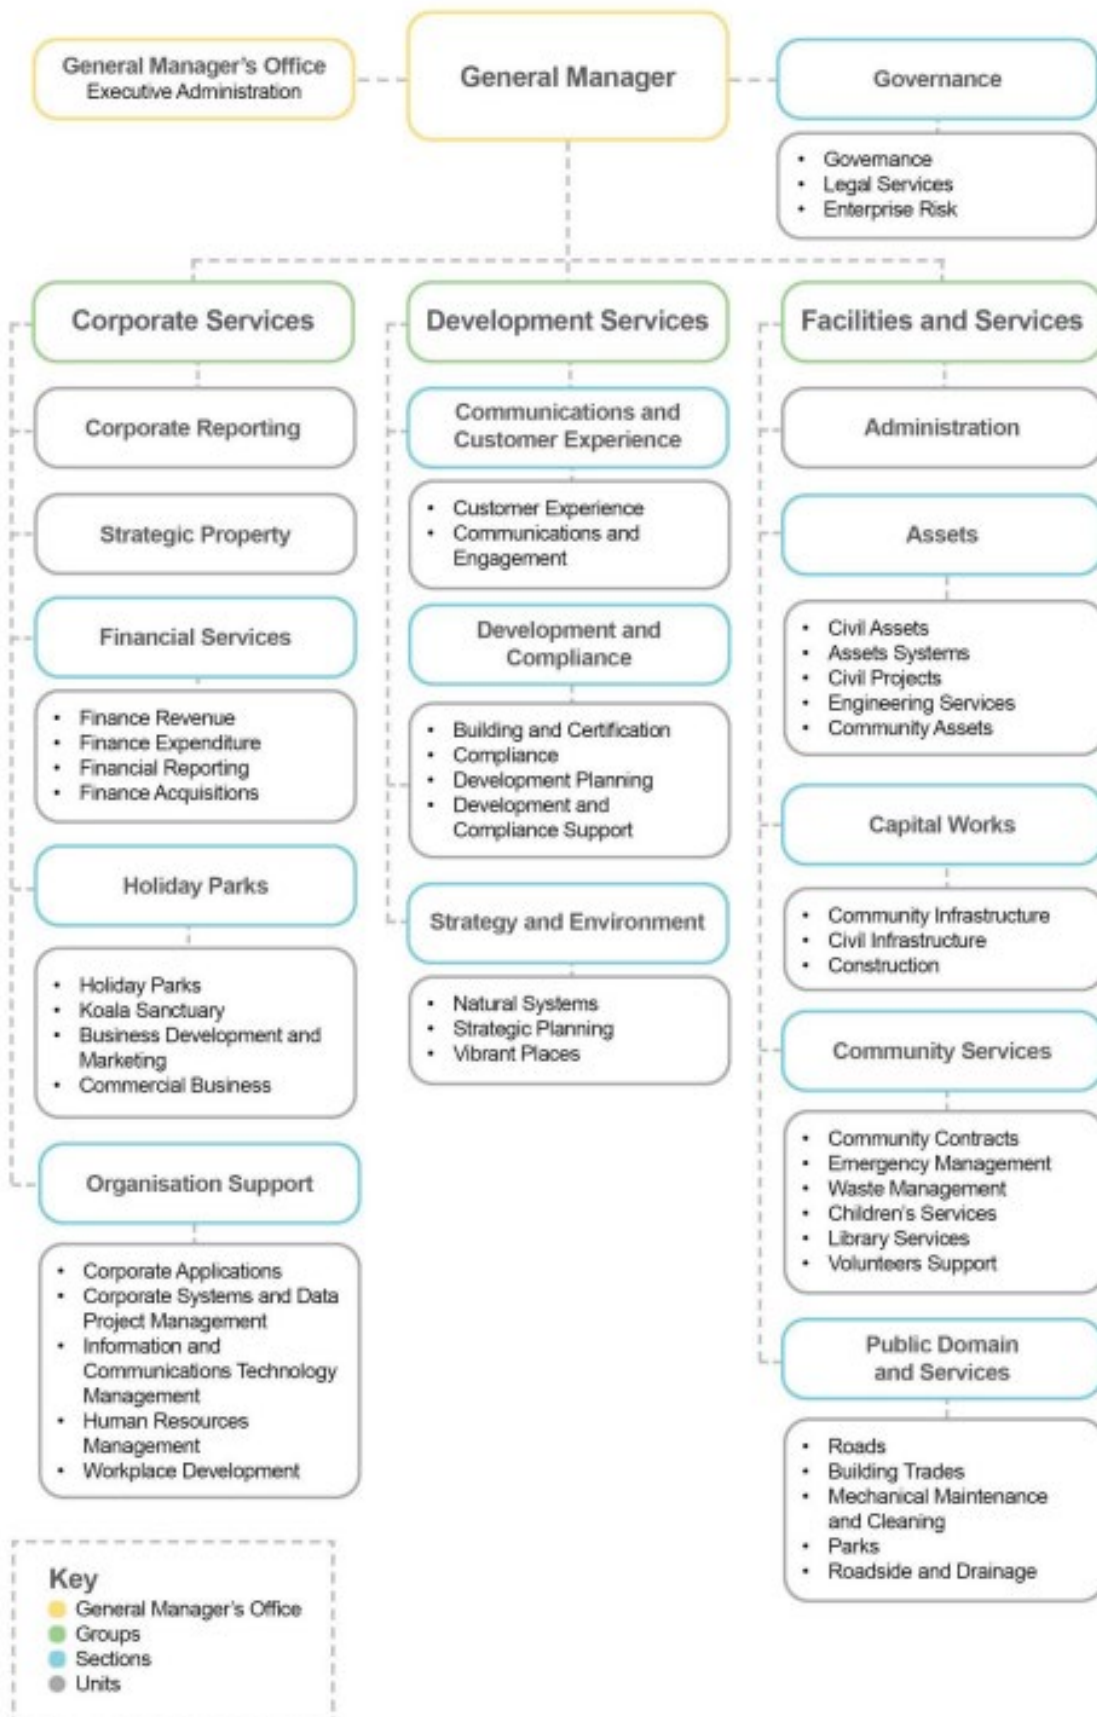 General Manager's Office
Executive Administration
General Manager
Governance
• Governance
• Legal Services
• Enterprise Risk
Corporate Services
Corporate Reporting
Strategic Property
Financial Services
• Finance Revenue
• Finance Expenditure
• Financial Reporting
• Finance Acquisitions
Holiday Parks
• Holiday Parks
• Koala Sanctuary
• Business Development and
Marketing
• Commercial Business
Organisation Support
• Corporate Applications
• Corporate Systems and Data
Project Management
• Information and
Communications Technology
Management
• Human Resources
Management
• Workplace Development
Development Services
Communications and
Customer Experience
• Customer Experience
• Communications and
Engagement
Development and
Compliance
• Building and Certification
• Compliance
• Development Planning
• Development and
Compliance Support
Strategy and Environment
• Natural Systems
• Strategic Planning
• Vibrant Places
Facilities and Services
Administration
Assets
• Civil Assets
• Assets Systems
• Civil Projects
• Engineering Services
• Community Assets
Capital Works
• Community Infrastructure
• Civil Infrastructure
• Construction
Community Services
• Community Contracts
• Emergency Management
• Waste Management
• Children's Services
• Library Services
• Volunteers Support
Public Domain
and Services
• Roads
• Building Trades
• Mechanical Maintenance
and Cleaning
• Parks
• Roadside and Drainage
Key
General Manager's Office
Groups
Sections
Units